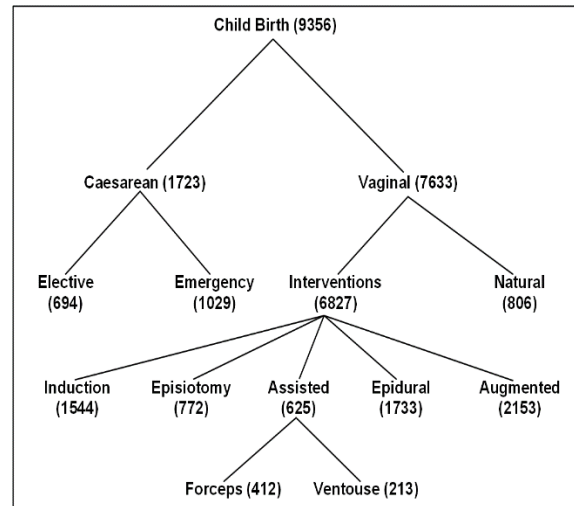 Child Birth (9356)
Caesarean (1723)
Vaginal (7633)
Elective
(694)
Emergency
(1029)
Interventions
(6827)
Natural
(806)
Induction
(1544)
Episiotomy
(772)
Assisted
(625)
Epidural
(1733)
Augmented
(2153)
Forceps (412)
Ventouse (213)